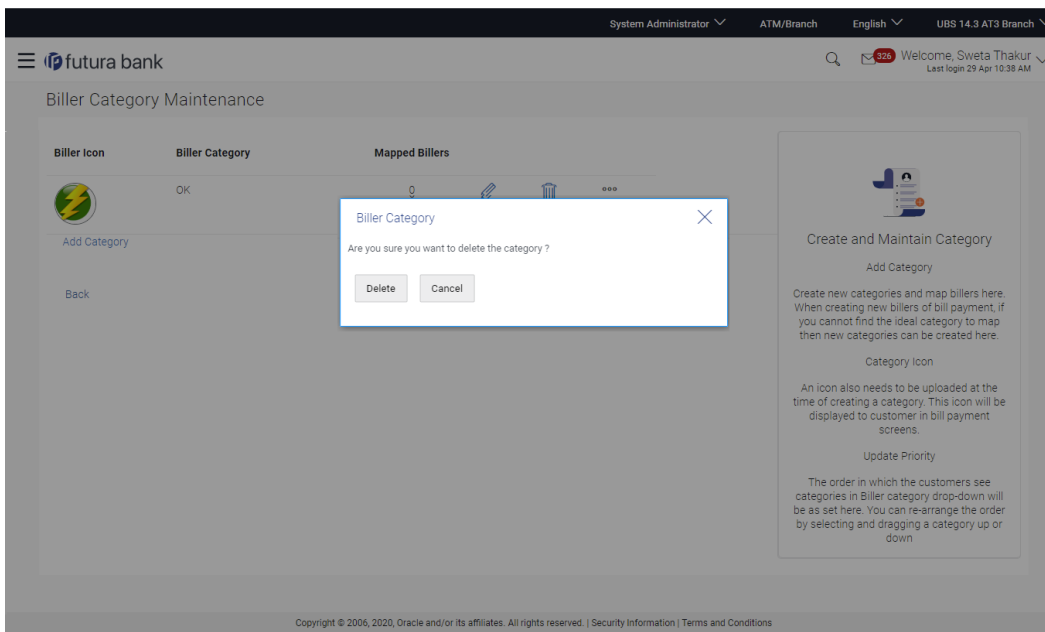 System Administrator ATM/Branch English UBS 14.3 AT3 Branch
futura bank 326 Welcome, Sweta Thakur
Last login 29 Apr 10:38 AM
Biller Category Maintenance
Biller Icon Biller Category Mapped Billers
OK 0
Add Category
Back
Biller Category
Are you sure you want to delete the category ?
Delete Cancel
Create and Maintain Category
Add Category
Create new categories and map billers here.
When creating new billers of bill payment, if
you cannot find the ideal category to map
then new categories can be created here.
Category Icon
An icon also needs to be uploaded at the
time of creating a category. This icon will be
displayed to customer in bill payment
screens.
Update Priority
The order in which the customers see
categories in Biller category drop-down will
be as set here. You can re-arrange the order
by selecting and dragging a category up or
down
Copyright © 2006, 2020, Oracle and/or its affiliates. All rights reserved. | Security Information | Terms and Conditions